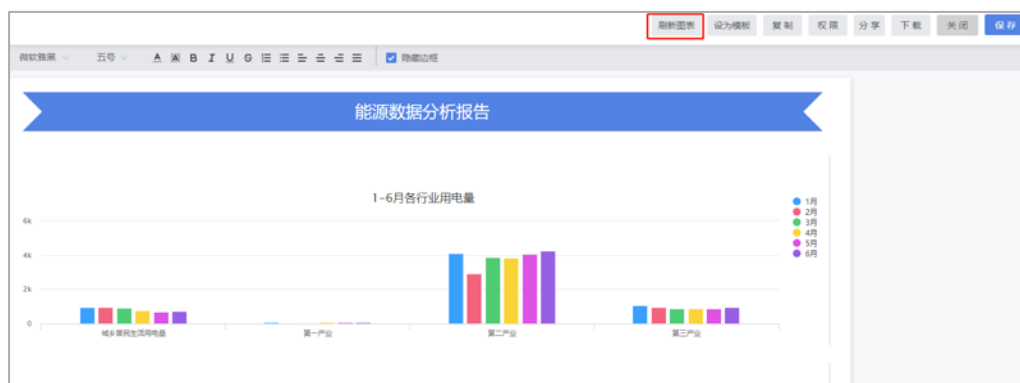 刷新图表 设为模板 复制 权限 分享 下载 关闭 保存
微软雅黑 五号 A A B I U S 隐藏边框
能源数据分析报告
1-6月各行业用电量
1月
2月
3月
4月
5月
6月
6k
4k
2k
0
城乡居民生活用电量 第一产业 第二产业 第三产业